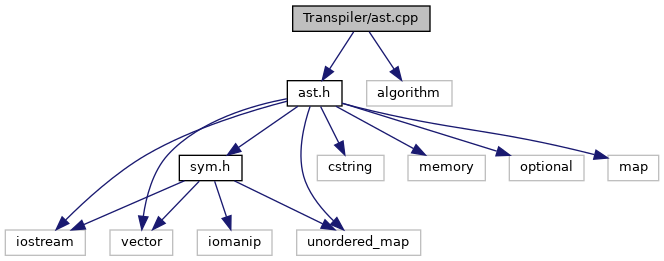 Transpiler/ast.cpp
ast.h
algorithm
sym.h
cstring
memory
optional
map
iostream
vector
iomanip
unordered_map